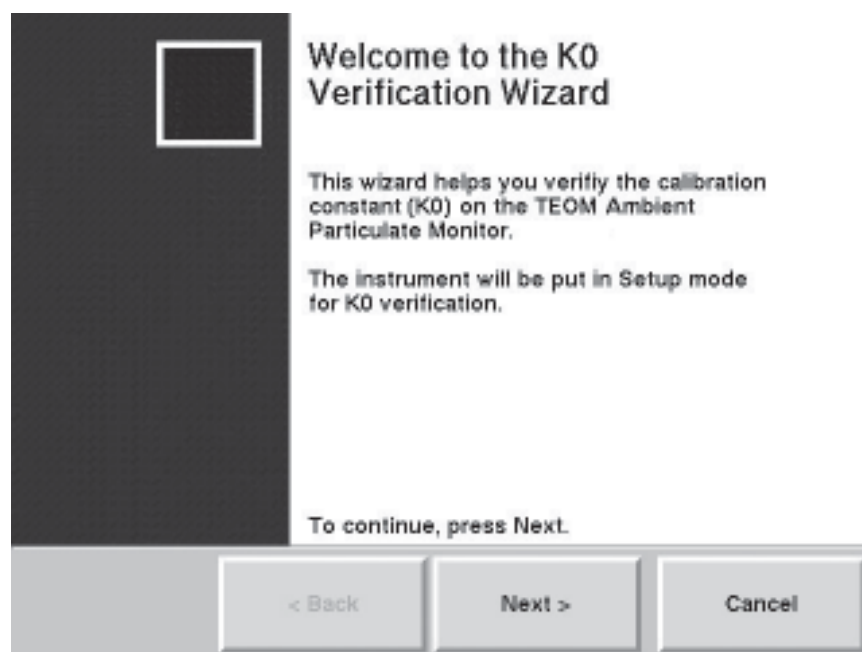 Welcome to the K0
Verification Wizard
This wizard helps you verifiy the calibration
constant (K0) on the TEOM Ambient
Particulate Monitor.
The instrument will be put in Setup mode
for K0 verification.
To continue, press Next.
< Back
Next >
Cancel